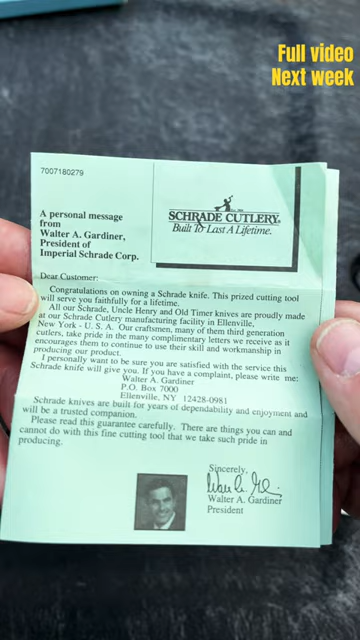 Full video
Next week
7007180279
A personal message
from
Walter A. Gardiner,
President of
Imperial Schrade Corp.
SCHRADE CUTLERY®
Built To Last A Lifetime.
Dear Customer:
Congratulations on owning a Schrade knife. This prized cutting tool
will serve you faithfully for a lifetime.
All our Schrade, Uncle Henry and Old Timer knives are proudly made
at our Schrade Cutlery manufacturing facility in Ellenville,
New York - U. S. A. Our craftsmen, many of them third generation
cutlers, take pride in the many complimentary letters we receive as it
encourages them to continue to use their skill and workmanship in
producing our product.
I personally want to be sure you are satisfied with the service this
Schrade knife will give you. If you have a complaint, please write me:
Walter A. Gardiner
P.O. Box 7000
Ellenville, NY 12428-0981
Schrade knives are built for years of dependability and enjoyment and
will be a trusted companion.
Please read this guarantee carefully. There are things you can and
cannot do with this fine cutting tool that we take such pride in
producing.
Sincerely,
Walter A. Gardiner
President